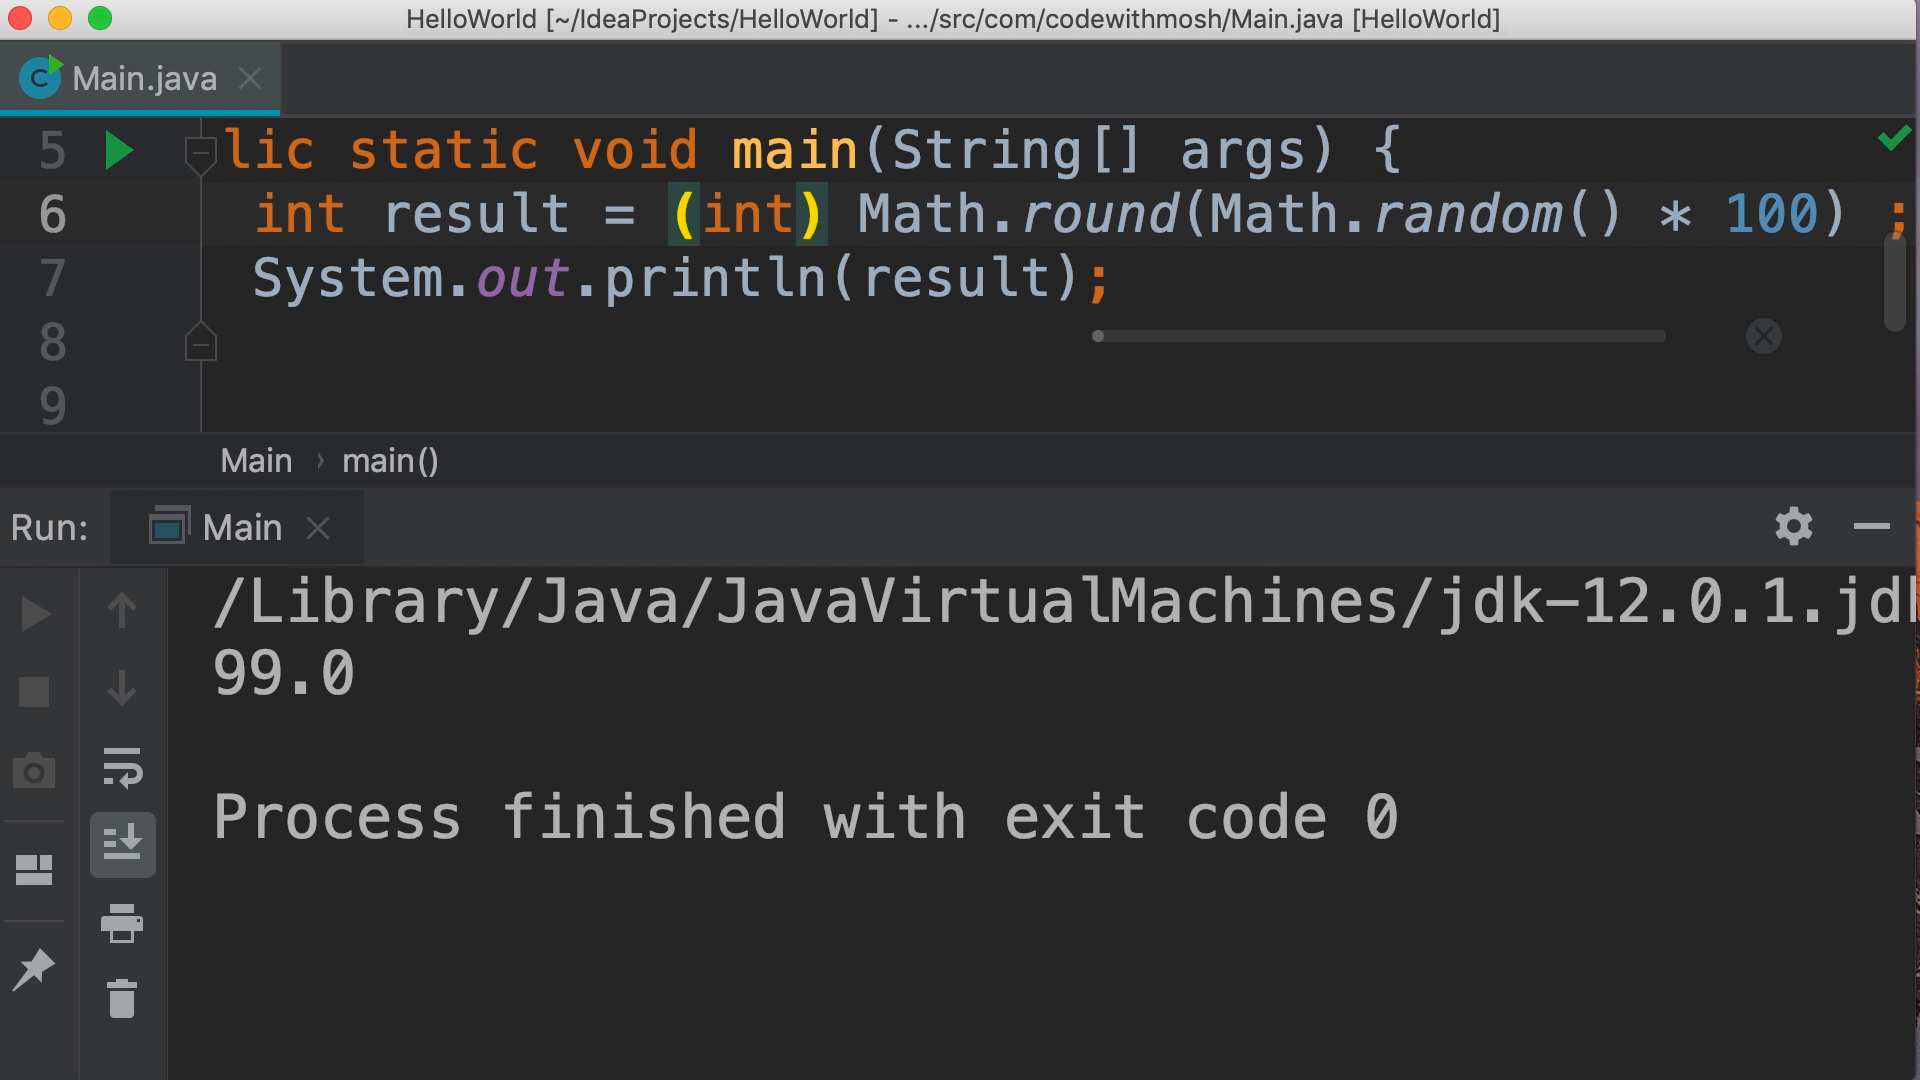 HelloWorld [~/IdeaProjects/HelloWorld] - .../src/com/codewithmosh/Main.java [HelloWorld]
Main.java
5 lic static void main(String[] args) {
6 int result = (int) Math.round(Math.random() * 100) ;
7 System.out.println(result);
8
9
Main › main()
Run: Main
/Library/Java/JavaVirtualMachines/jdk-12.0.1.jd
99.0
Process finished with exit code 0